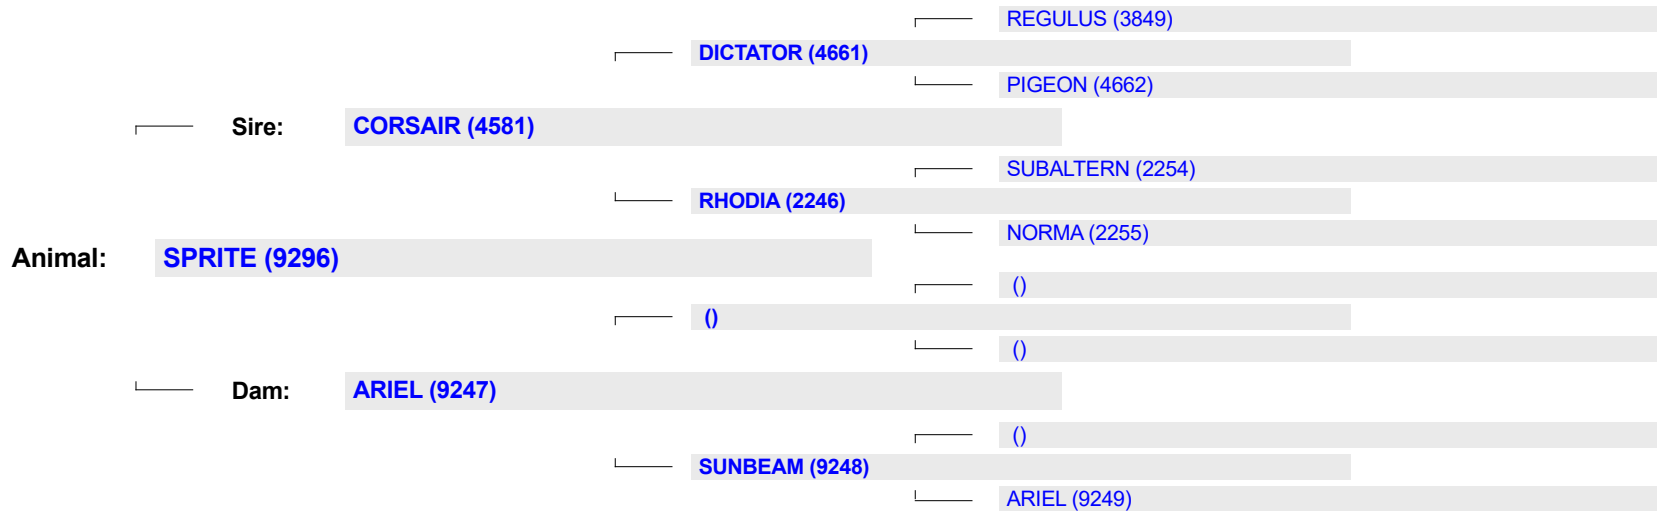 REGULUS (3849)
DICTATOR (4661)
PIGEON (4662)
Sire: CORSAIR (4581)
SUBALTERN (2254)
RHODIA (2246)
NORMA (2255)
Animal: SPRITE (9296)
()
()
()
Dam: ARIEL (9247)
()
SUNBEAM (9248)
ARIEL (9249)